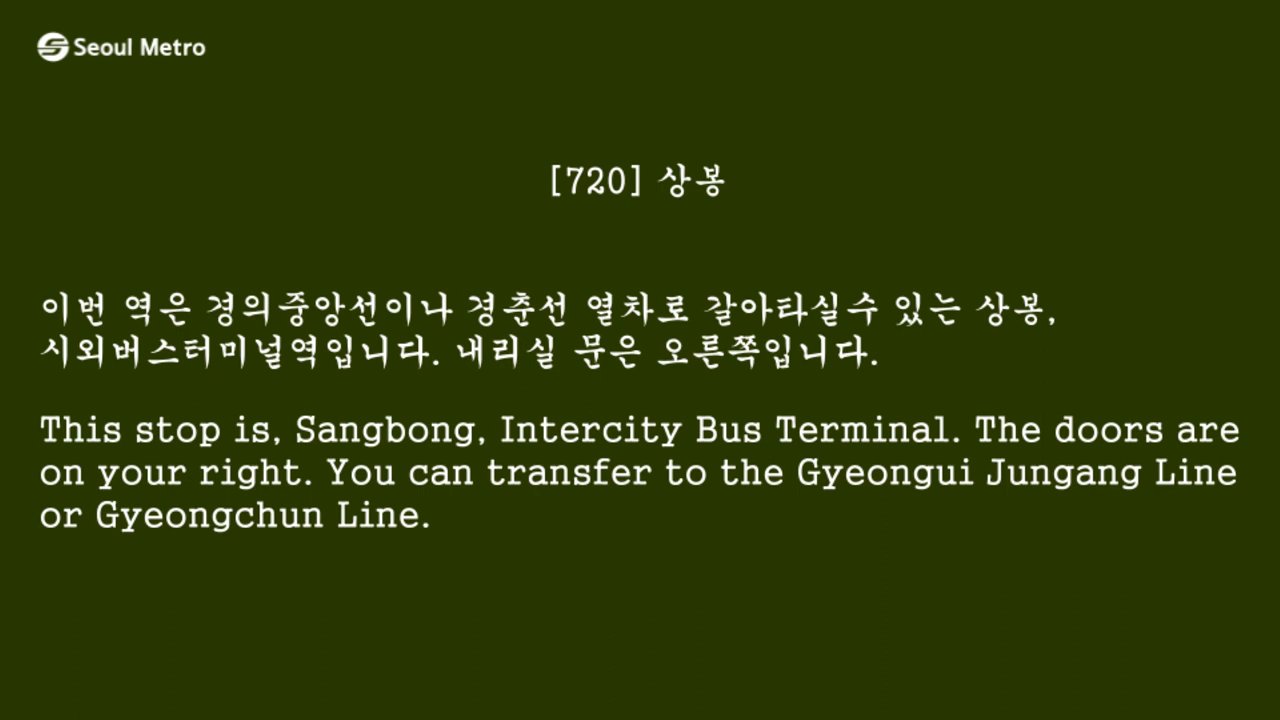 Seoul Metro
[720] 상봉
이번 역은 경의중앙선이나 경춘선 열차로 갈아타실수 있는 상봉,
시외버스터미널역입니다. 내리실 문은 오른쪽입니다.
This stop is, Sangbong, Intercity Bus Terminal. The doors are
on your right. You can transfer to the Gyeongui Jungang Line
or Gyeongchun Line.